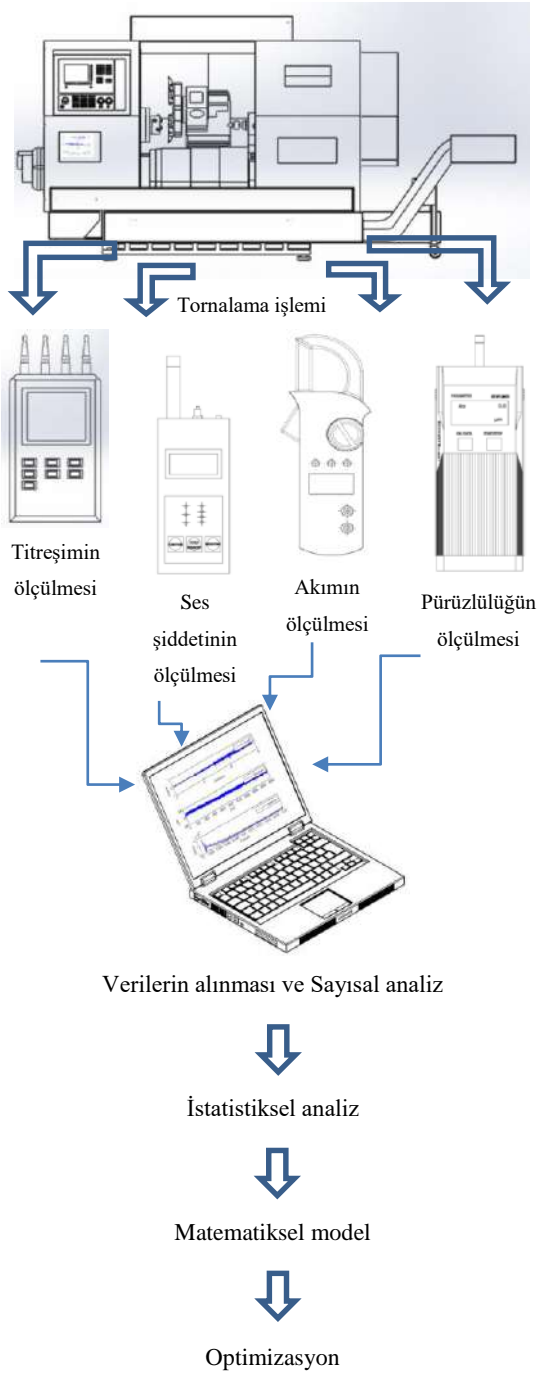 Tornalama işlemi
Titreşimin
ölçülmesi
Ses
şiddetinin
ölçülmesi
Akımın
ölçülmesi
Pürüzlülüğün
ölçülmesi
Verilerin alınması ve Sayısal analiz
İstatistiksel analiz
Matematiksel model
Optimizasyon